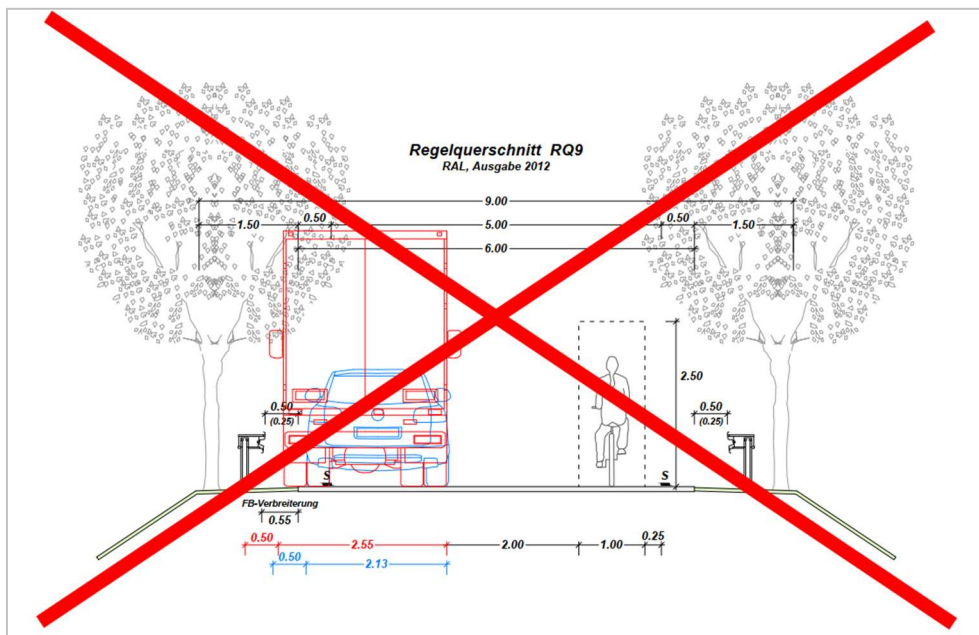 Regelquerschnitt RQ9
RAL, Ausgabe 2012
9.00
1.50 0.50 5.00 0.50 1.50
6.00
2.50
0.50 0.50
(0.25) (0.25)
S S
FB-Verbreiterung
0.55
0.50 2.55 2.00 1.00 0.25
0.50 2.13